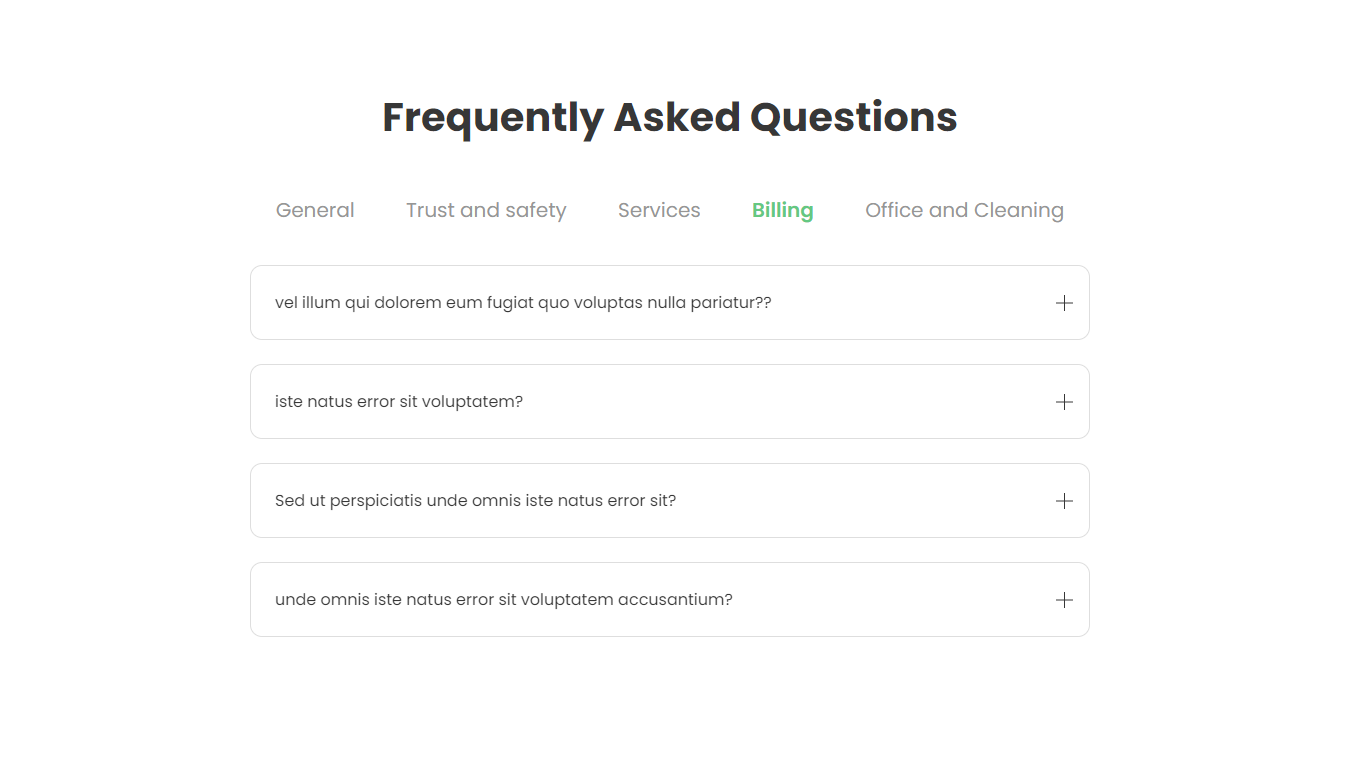 Frequently Asked Questions
General Trust and safety Services Billing Office and Cleaning
vel illum qui dolorem eum fugiat quo voluptas nulla pariatur??
iste natus error sit voluptatem?
Sed ut perspiciatis unde omnis iste natus error sit?
unde omnis iste natus error sit voluptatem accusantium?